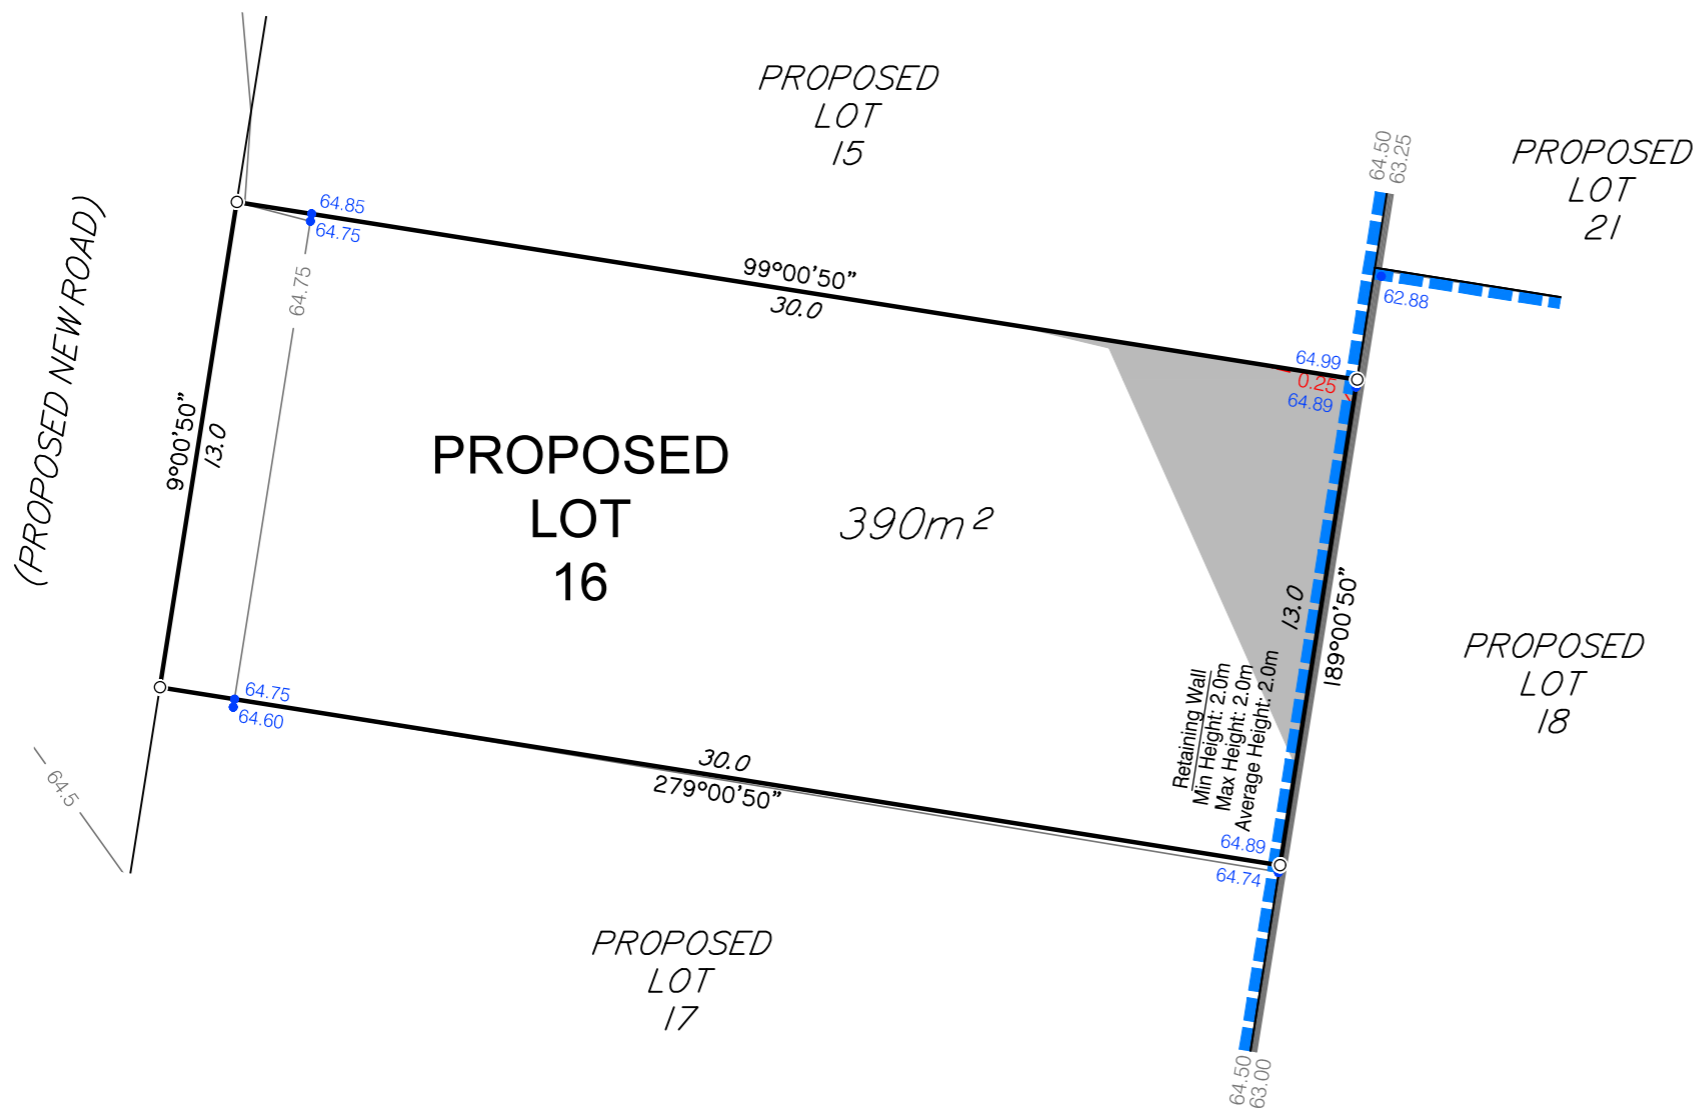 PROPOSED
LOT
15
64.50
63.25
PROPOSED
LOT
21
(PROPOSED NEW ROAD)
64.85
64.75
64.75
99°00'50"
30.0
62.88
64.99
0.25
64.89
9°00'50"
13.0
PROPOSED
LOT
16
390m²
13.0
189°00'50"
PROPOSED
LOT
18
Retaining Wall
Min Height: 2.0m
Max Height: 2.0m
Average Height: 2.0m
64.75
64.60
64.5
30.0
279°00'50"
64.89
64.74
PROPOSED
LOT
17
64.50
63.00